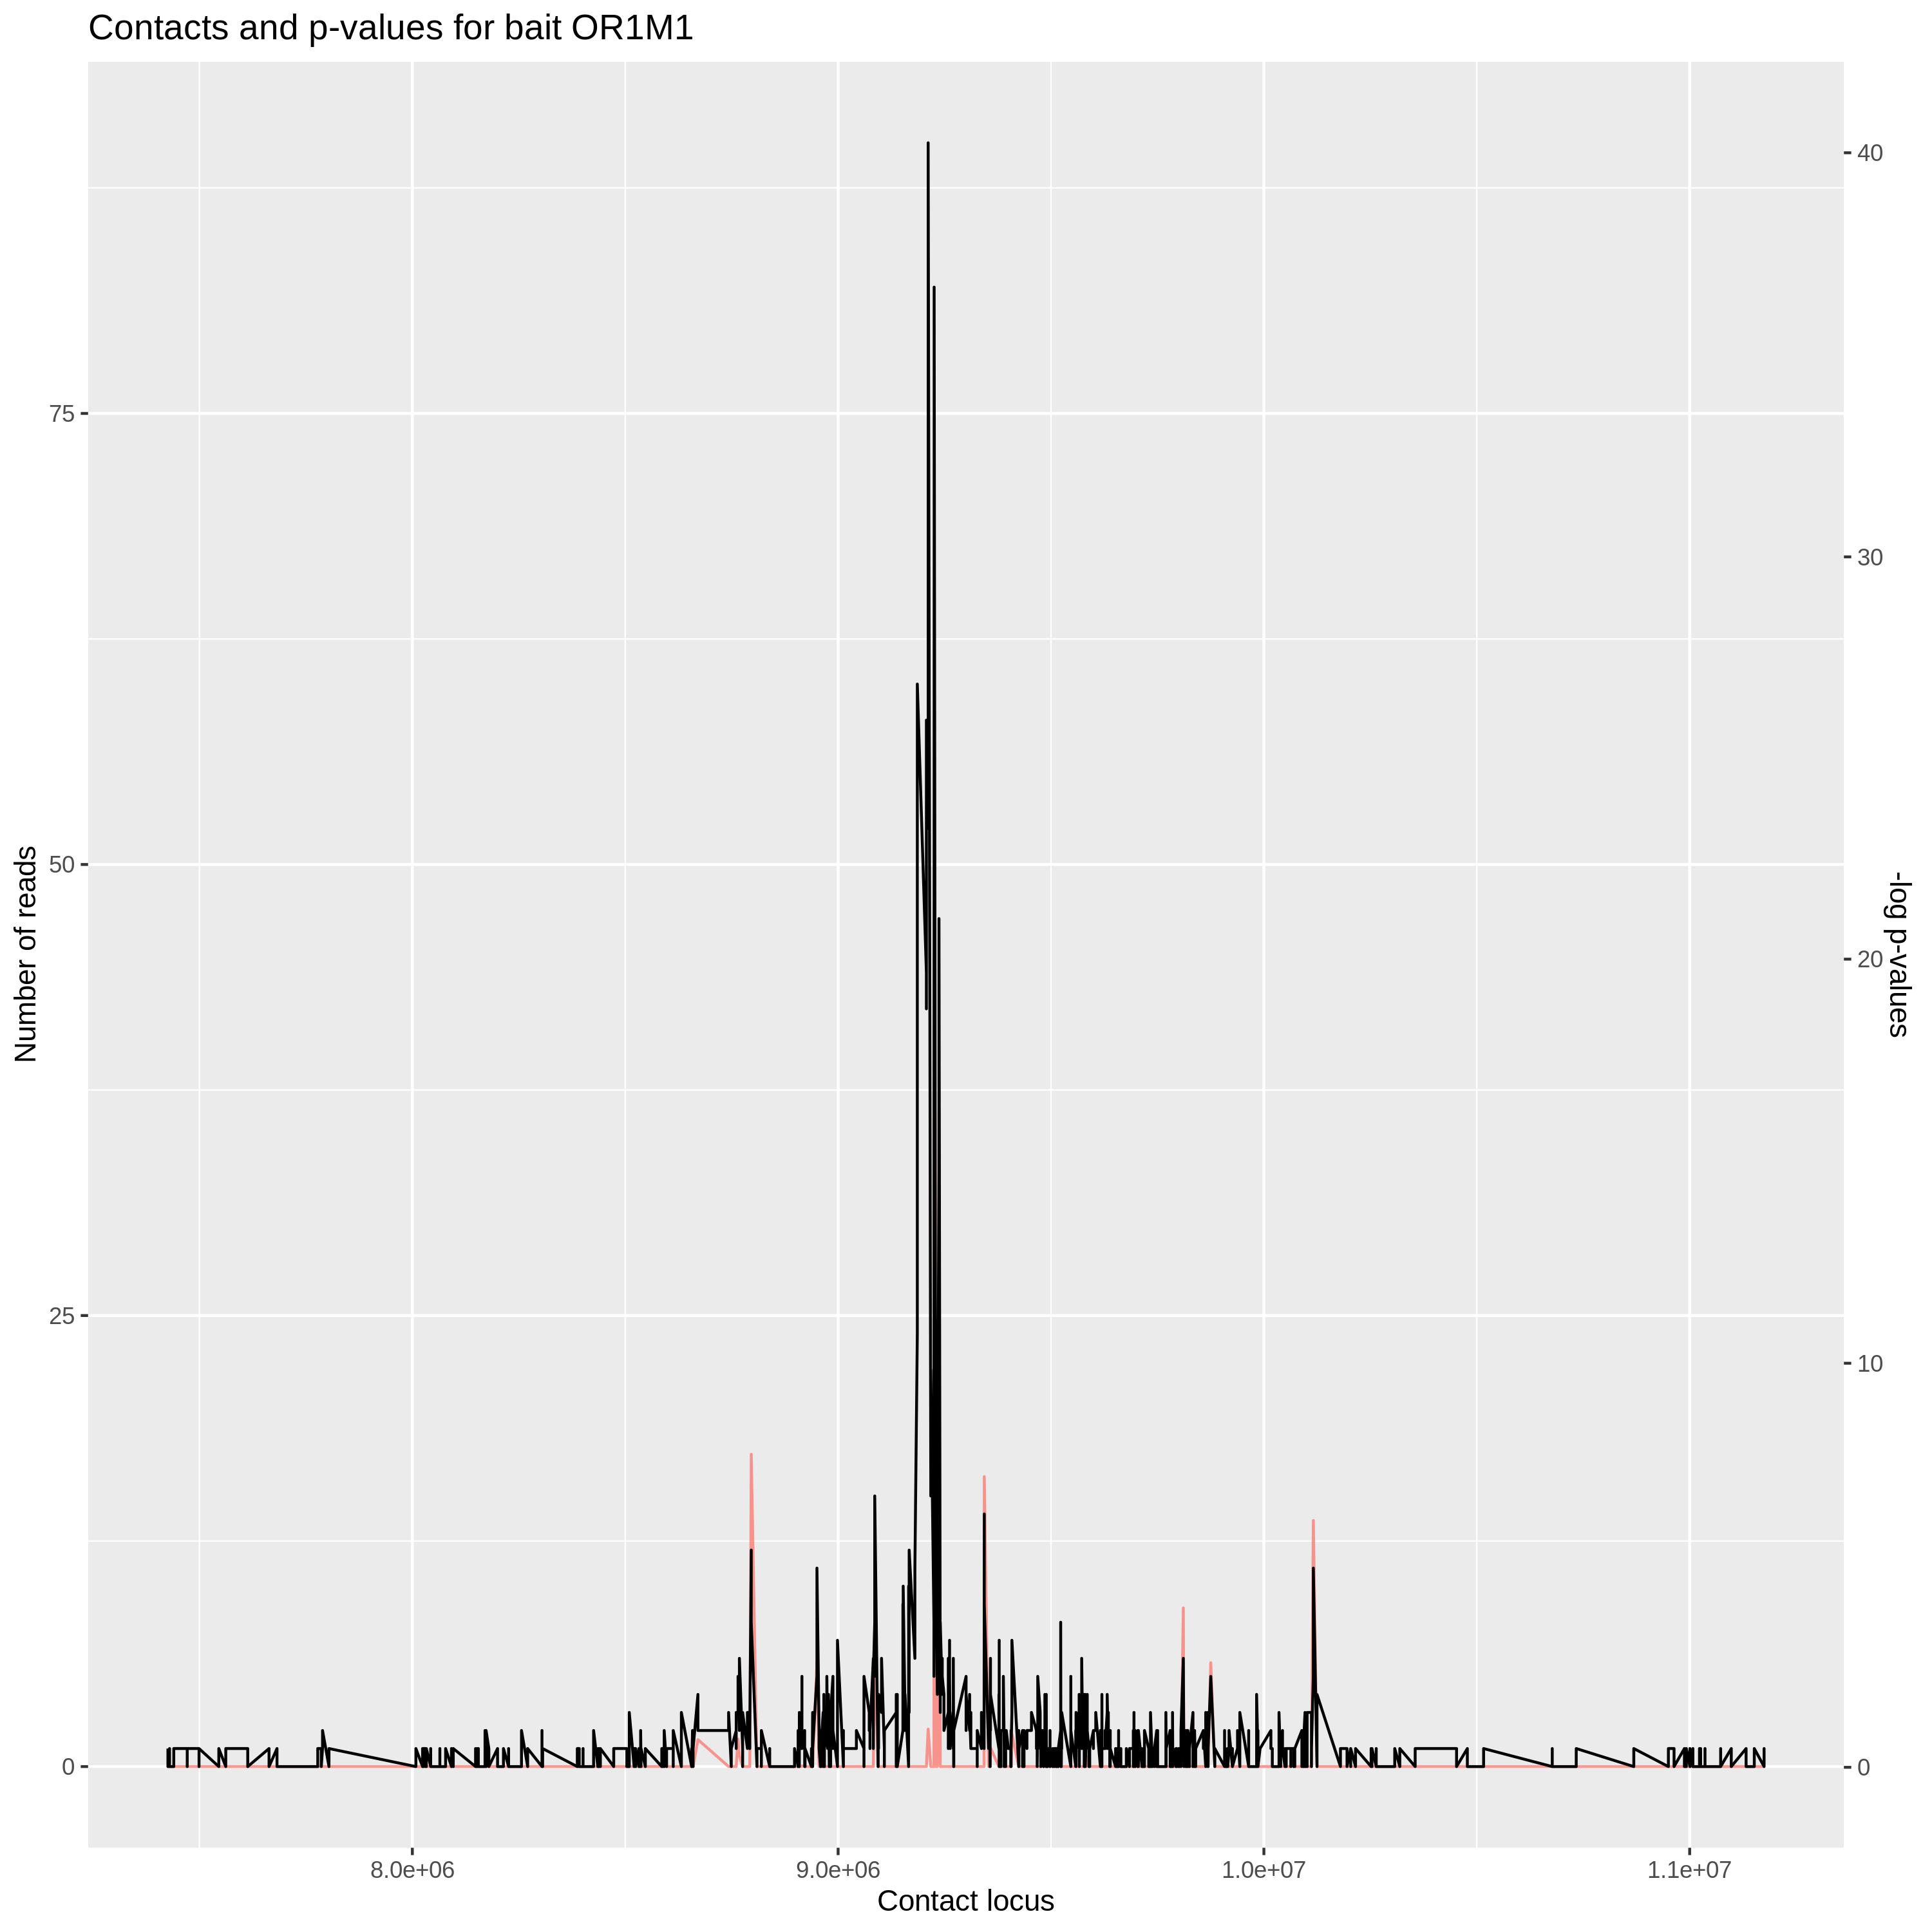 Contacts and p-values for bait OR1M1
Number of reads
75
50
25
0
40
30
20
10
0
-log p-values
8.0e+06
9.0e+06
1.0e+07
1.1e+07
Contact locus